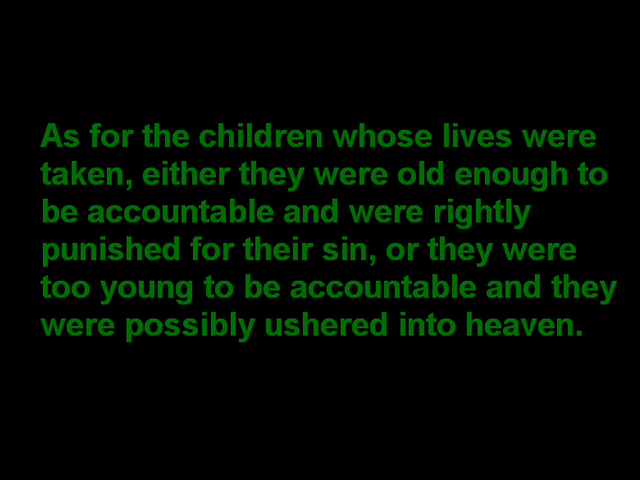 As for the children whose lives were
taken, either they were old enough to
be accountable and were rightly
punished for their sin, or they were
too young to be accountable and they
were possibly ushered into heaven.